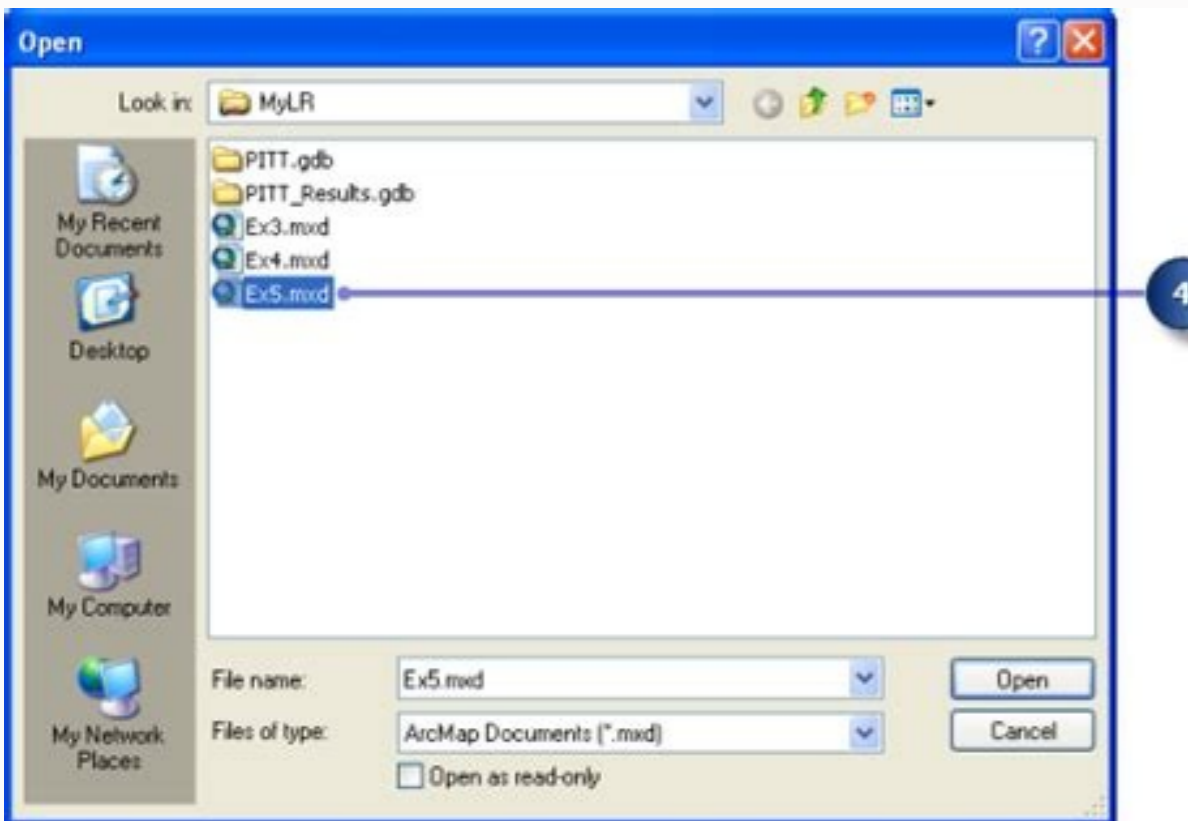 Open
Look in: MyLR
PITT.gdb
PITT_Results.gdb
Ex3.mxd
Ex4.mxd
Ex5.mxd
4
My Recent
Documents
Desktop
My Documents
My Computer
My Network
Places
File name: Ex5.mxd Open
Files of type: ArcMap Documents (*.mxd) Cancel
Open as read-only